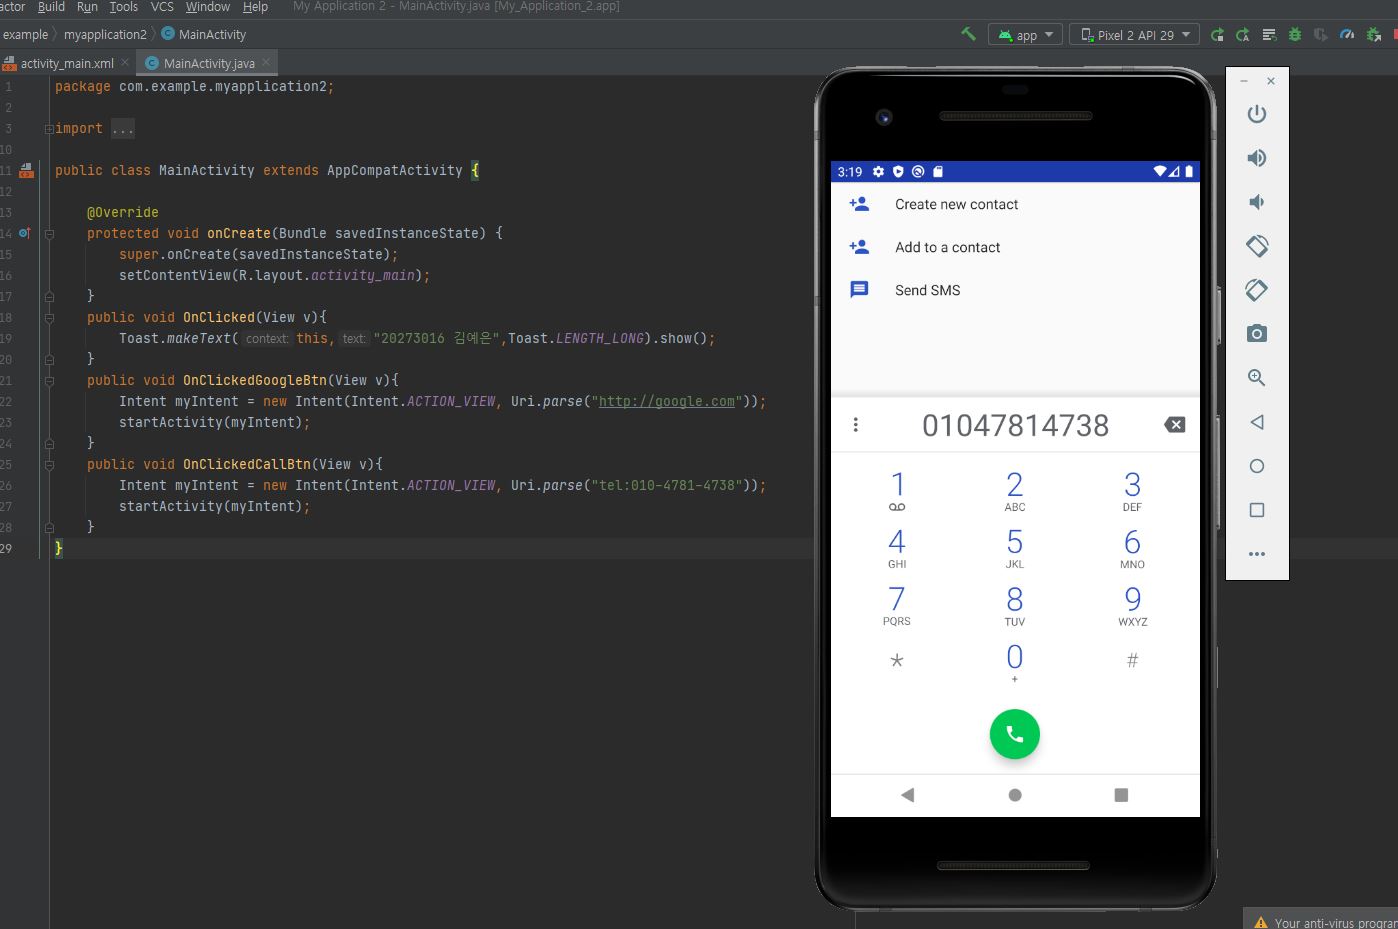 actor Build Run Tools VCS Window Help My Application 2 - MainActivity.java [My_Application_2.app]
example myapplication2 MainActivity app Pixel 2 API 29
activity_main.xml MainActivity.java
1 package com.example.myapplication2;
2
3 import ...
10
11 public class MainActivity extends AppCompatActivity {
12
13 @Override
14 protected void onCreate(Bundle savedInstanceState) {
15 super.onCreate(savedInstanceState);
16 setContentView(R.layout.activity_main);
17 }
18 public void OnClicked(View v){
19 Toast.makeText( context: this, text: "20273016 김예은",Toast.LENGTH_LONG).show();
20 }
21 public void OnClickedGoogleBtn(View v){
22 Intent myIntent = new Intent(Intent.ACTION_VIEW, Uri.parse("http://google.com"));
23 startActivity(myIntent);
24 }
25 public void OnClickedCallBtn(View v){
26 Intent myIntent = new Intent(Intent.ACTION_VIEW, Uri.parse("tel:010-4781-4738"));
27 startActivity(myIntent);
28 }
29 }
3:19
Create new contact
Add to a contact
Send SMS
01047814738
1 2 3
ABC DEF
4 5 6
GHI JKL MNO
7 8 9
PQRS TUV WXYZ
* 0 #
+
Your anti-virus program